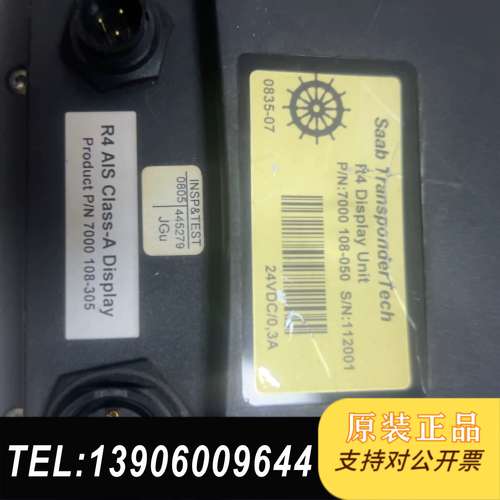 R4 AIS Class-A Display
Product P/N 7000 108-305
INSP&TEST
0805 445279
JGu
0835-07
Saab TransponderTech
R4 Display Unit
P/N:7000 108-050 S/N:112001
24VDC/0,3A
TEL:13906009644
原装正品
支持对公开票